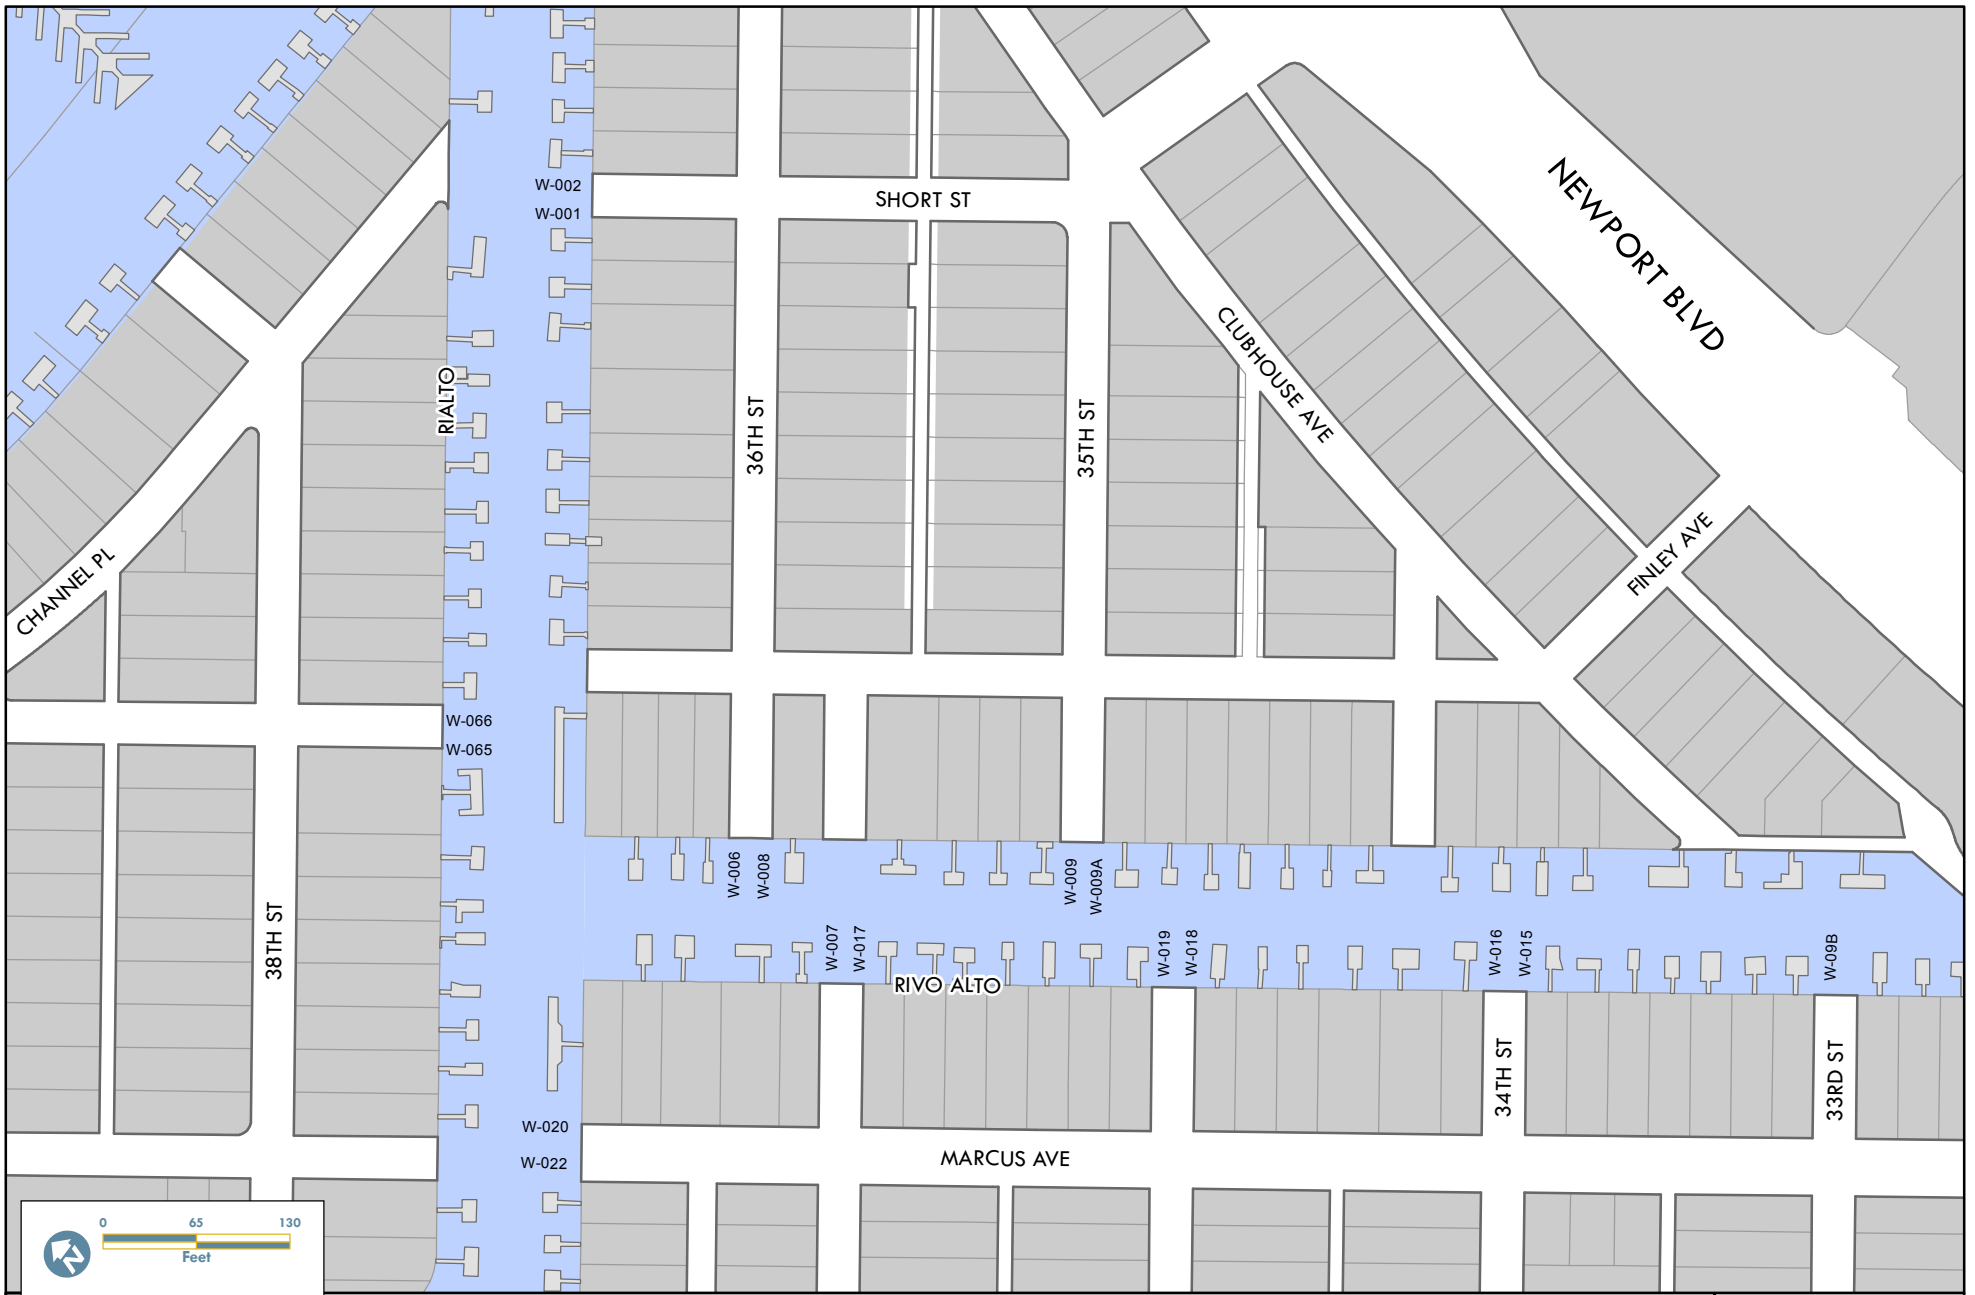 W-002
W-001
SHORT ST
NEWPORT BLVD
CLUBHOUSE AVE
RIALTO
36TH ST
35TH ST
FINLEY AVE
CHANNEL PL
W-066
W-065
W-006
W-008
W-009
W-009A
38TH ST
W-007
W-017
W-019
W-018
W-016
W-015
W-09B
RIVO ALTO
34TH ST
33RD ST
W-020
W-022
MARCUS AVE
0 65 130
Feet
N